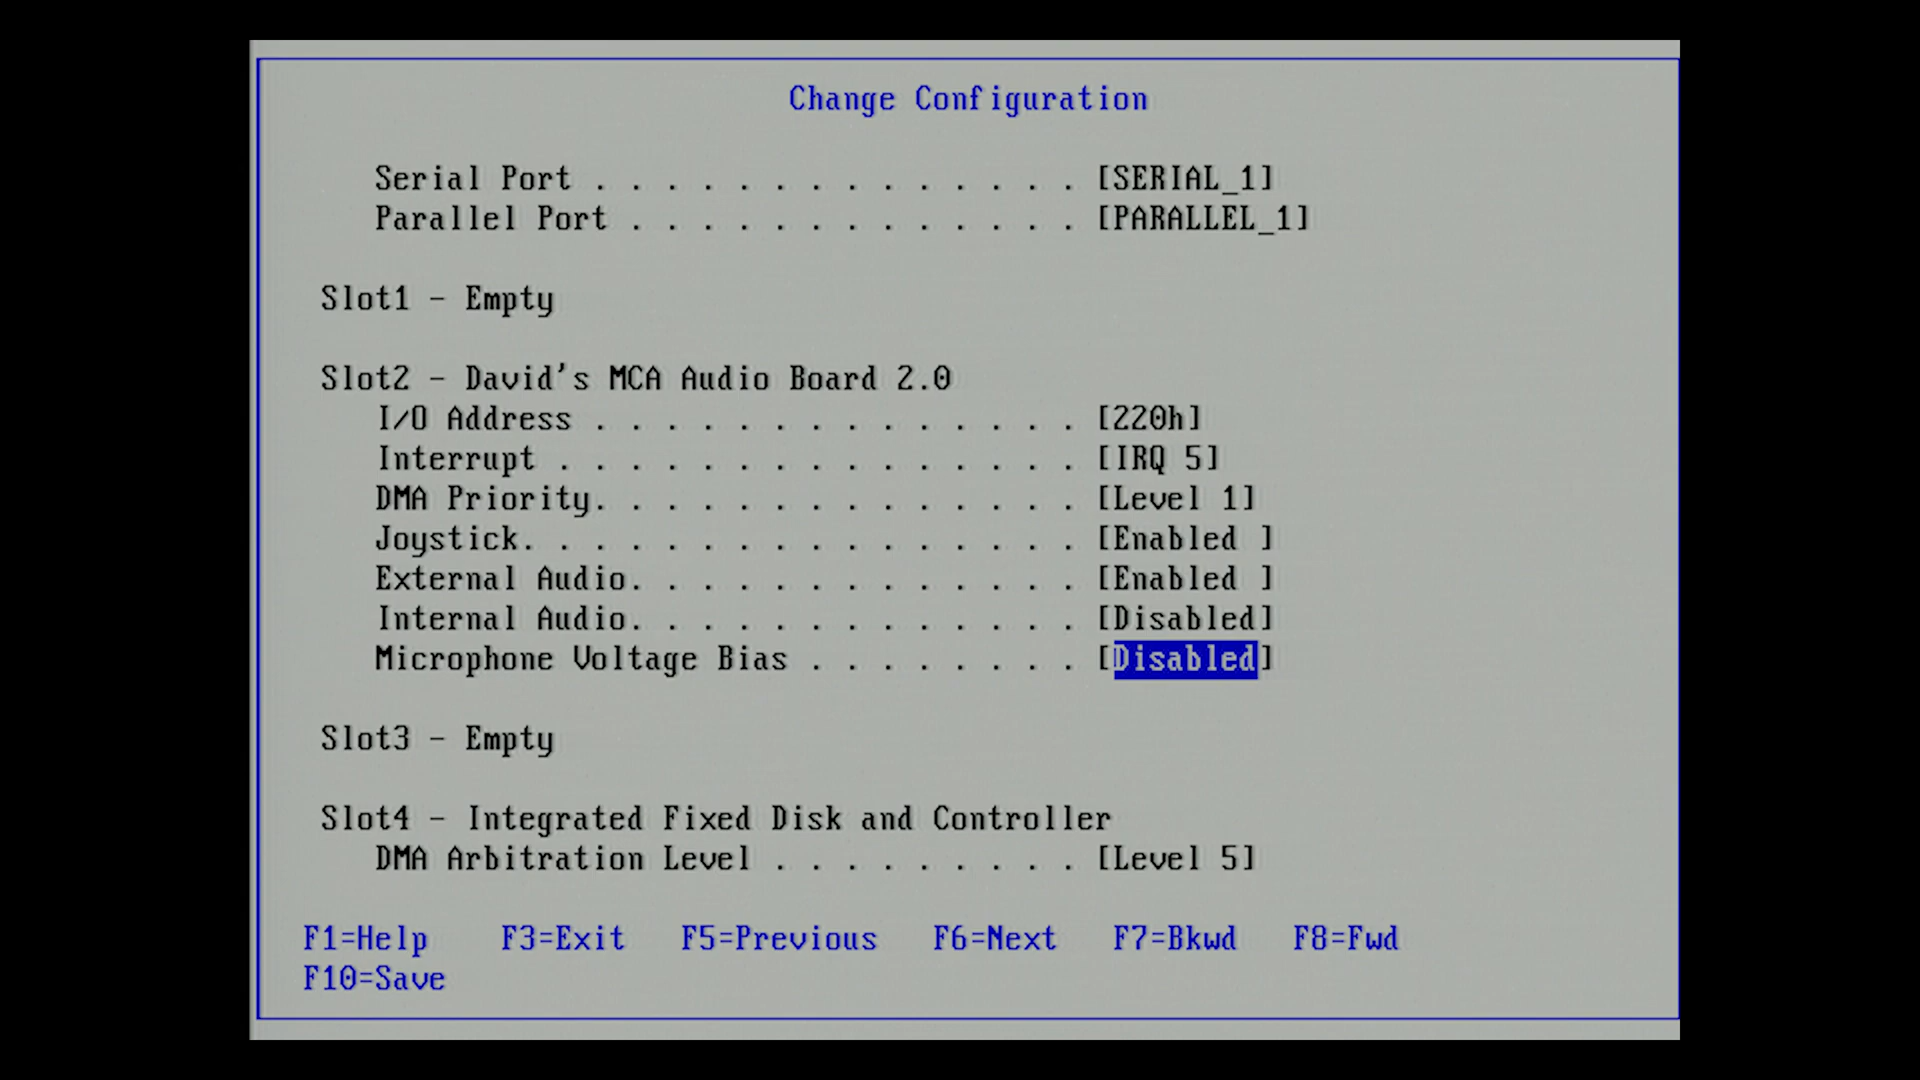 Change Configuration
Serial Port . . . . . . . . . . . . . . [SERIAL_1]
Parallel Port . . . . . . . . . . . . . [PARALLEL_1]
Slot1 - Empty
Slot2 - David's MCA Audio Board 2.0
I/O Address . . . . . . . . . . . . . . [220h]
Interrupt . . . . . . . . . . . . . . . [IRQ 5]
DMA Priority. . . . . . . . . . . . . . [Level 1]
Joystick. . . . . . . . . . . . . . . . [Enabled ]
External Audio. . . . . . . . . . . . . [Enabled ]
Internal Audio. . . . . . . . . . . . . [Disabled]
Microphone Voltage Bias . . . . . . . . [Disabled]
Slot3 - Empty
Slot4 - Integrated Fixed Disk and Controller
DMA Arbitration Level . . . . . . . . . [Level 5]
F1=Help F3=Exit F5=Previous F6=Next F7=Bkwd F8=Fwd
F10=Save